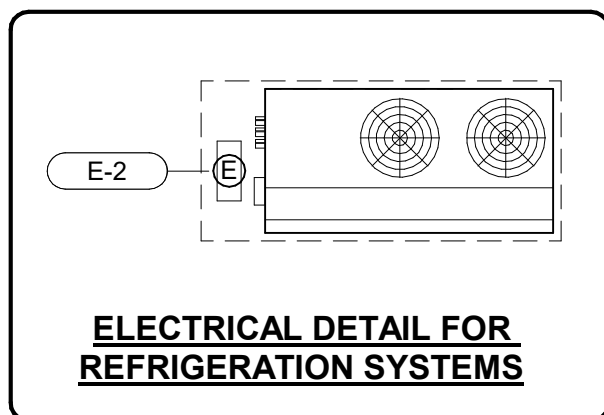 E-2
E
ELECTRICAL DETAIL FOR
REFRIGERATION SYSTEMS